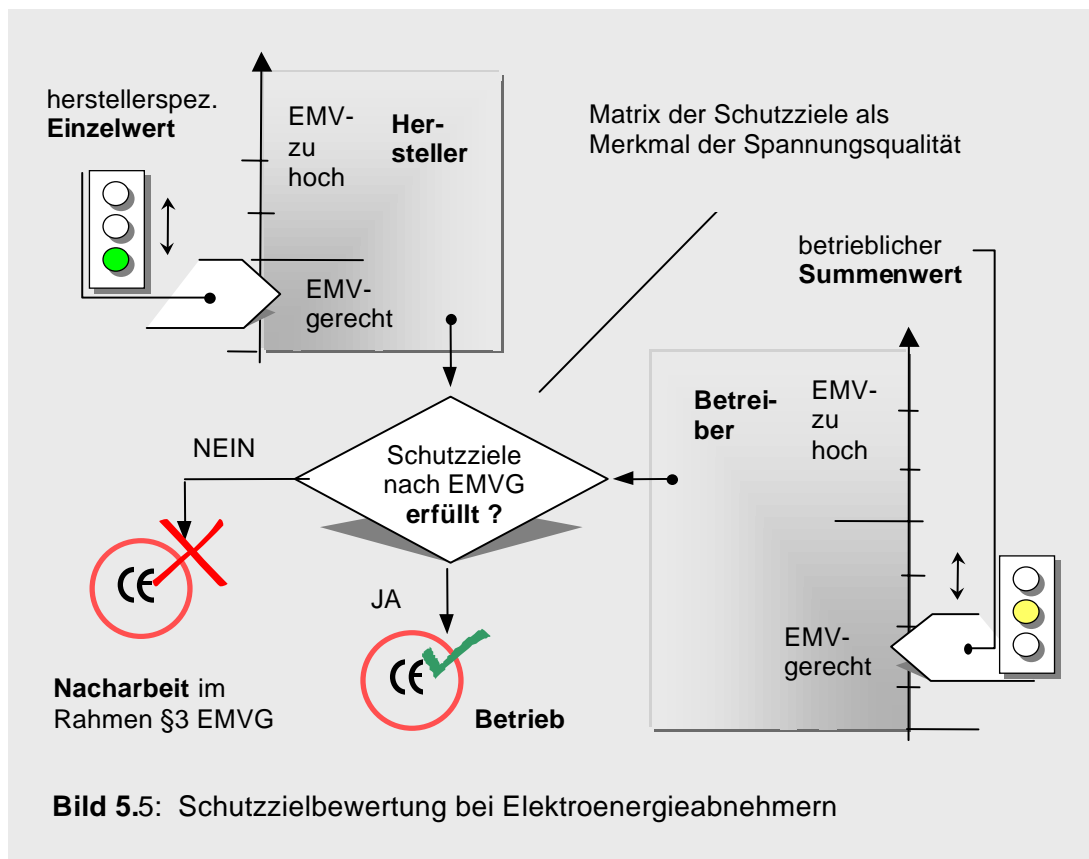 herstellerspez.
Einzelwert
EMV-
zu
hoch
Her-
steller
EMV-
gerecht
Matrix der Schutzziele als
Merkmal der Spannungsqualität
betrieblicher
Summenwert
Betrei-
ber
EMV-
zu
hoch
EMV-
gerecht
NEIN
Schutzziele
nach EMVG
erfüllt ?
JA
CE
CE
Nacharbeit im
Rahmen §3 EMVG
Betrieb
Bild 5.5: Schutzzielbewertung bei Elektroenergieabnehmern